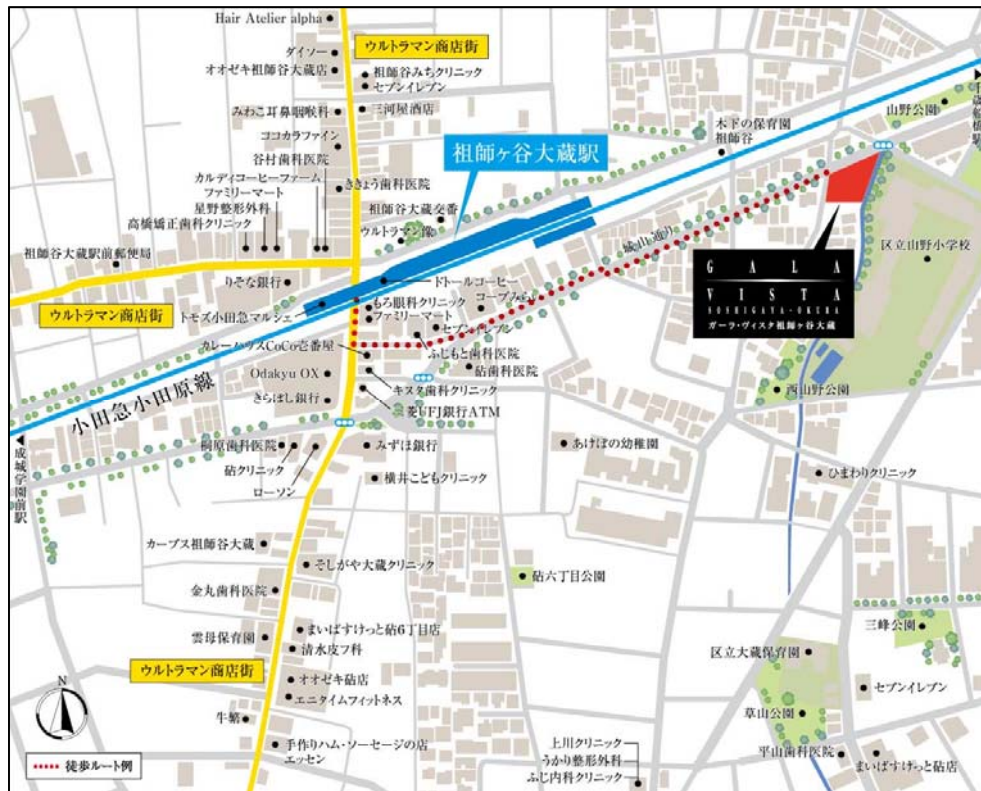 Hair Atelier alpha
ウルトラマン商店街
ダイソー
オオゼキ祖師谷大蔵店
祖師谷みちクリニック
セブンイレブン
みわこ耳鼻咽喉科
三河屋酒店
ココカラファイン
谷村歯科医院
カルディコーヒーファーム
ファミリーマート
星野整形外科
高橋矯正歯科クリニック
ききょう歯科医院
祖師ヶ谷大蔵駅
木下の保育園
祖師谷
山野公園
千歳船橋駅
祖師谷大蔵交番
ウルトラマン像
祖師谷大蔵駅前郵便局
りそな銀行
ウルトラマン商店街
トモズ小田急マルシェ
ドトールコーヒー
コープみらい
城山通り
区立山野小学校
GALA
VISTA
SOSHIGAYA-OKURA
ガーラ・ヴィスタ祖師ヶ谷大蔵
もろ眼科クリニック
ファミリーマート
セブンイレブン
カレーハウスCoCo壱番屋
ふじもと歯科医院
砧歯科医院
Odakyu OX
キスタ歯科クリニック
きらぼし銀行
菱UFJ銀行ATM
小田急小田原線
西山野公園
成城学園前駅
桐原歯科医院
みずほ銀行
あけぼの幼稚園
砧クリニック
ローソン
横井こどもクリニック
ひまわりクリニック
カーブス祖師谷大蔵
そしがや大蔵クリニック
砧六丁目公園
金丸歯科医院
雲母保育園
まいばすけっと砧6丁目店
清水皮フ科
三峰公園
区立大蔵保育園
ウルトラマン商店街
オオゼキ砧店
エニタイムフィットネス
セブンイレブン
草山公園
N
牛繁
手作りハム・ソーセージの店
エッセン
上川クリニック
うかり整形外科
ふじ内科クリニック
平山歯科医院
まいばすけっと砧店
徒歩ルート例